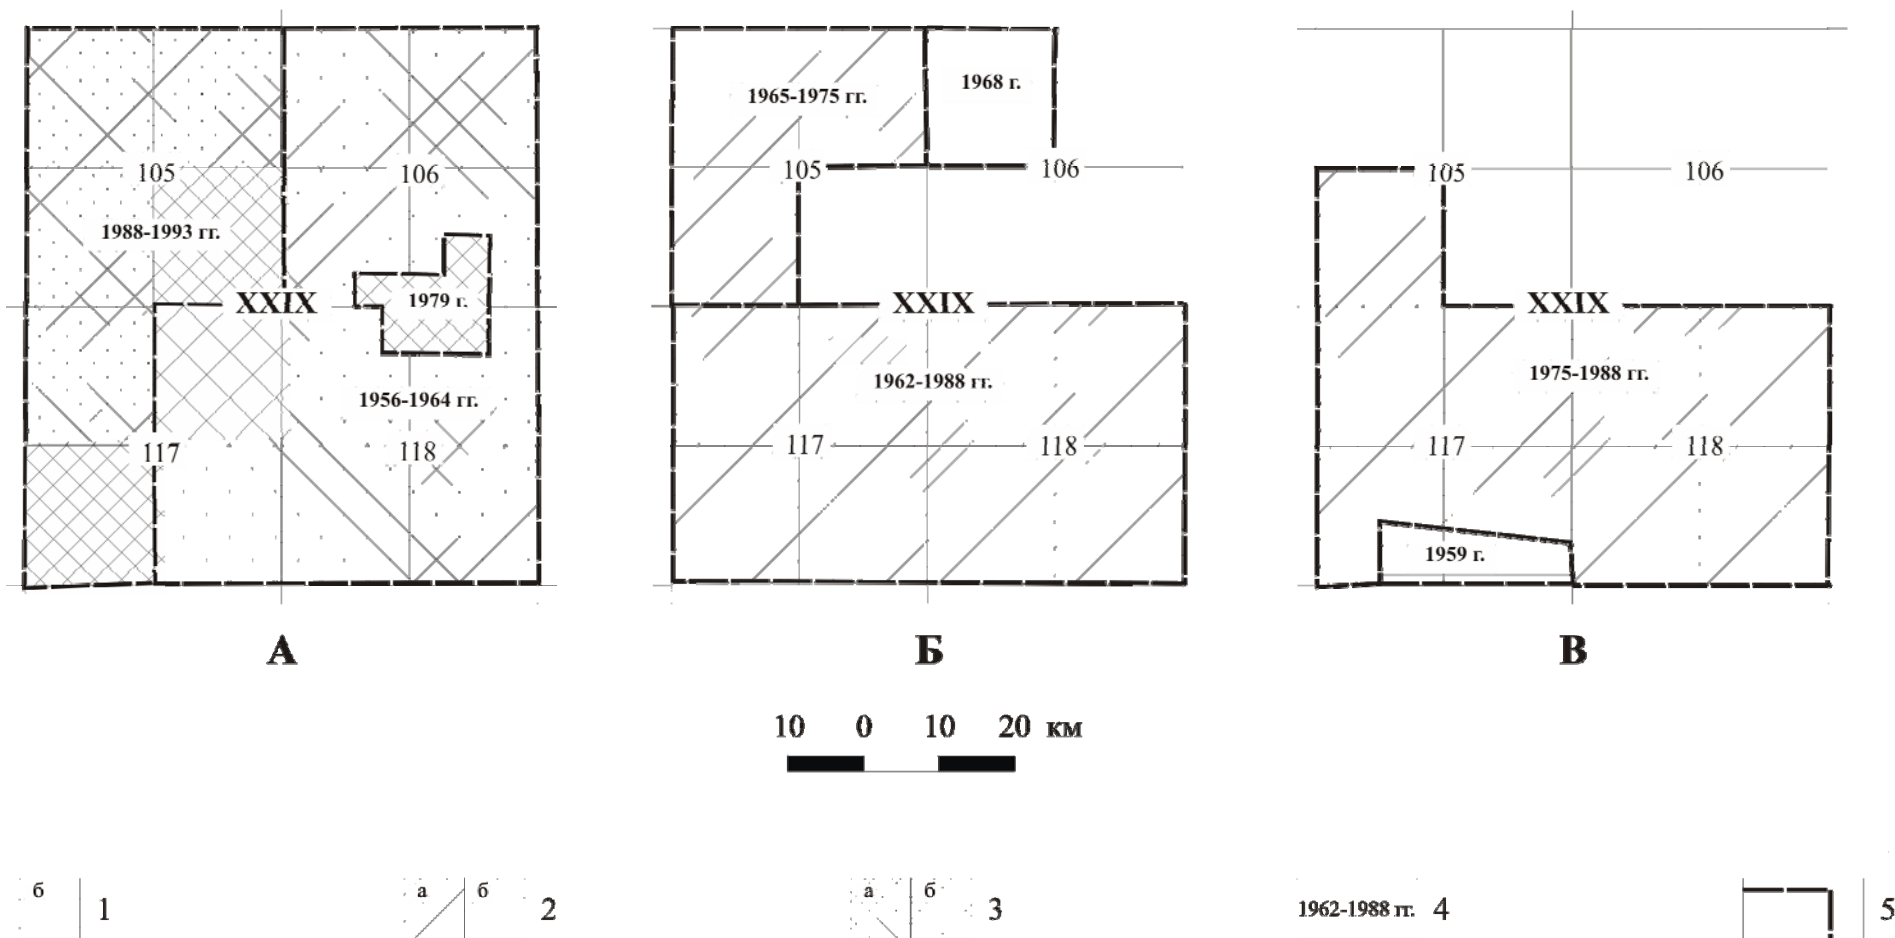 1968 г.
1965-1975 гг.
105
106
105
106
105
106
1988-1993 гг.
XXIX
1979 г.
XXIX
XXIX
1956-1964 гг.
1962-1988 гг.
1975-1988 гг.
117
118
117
118
117
118
1959 г.
А
Б
В
10 0 10 20 км
б 1
а б 2
а б 3
1962-1988 гг. 4
5